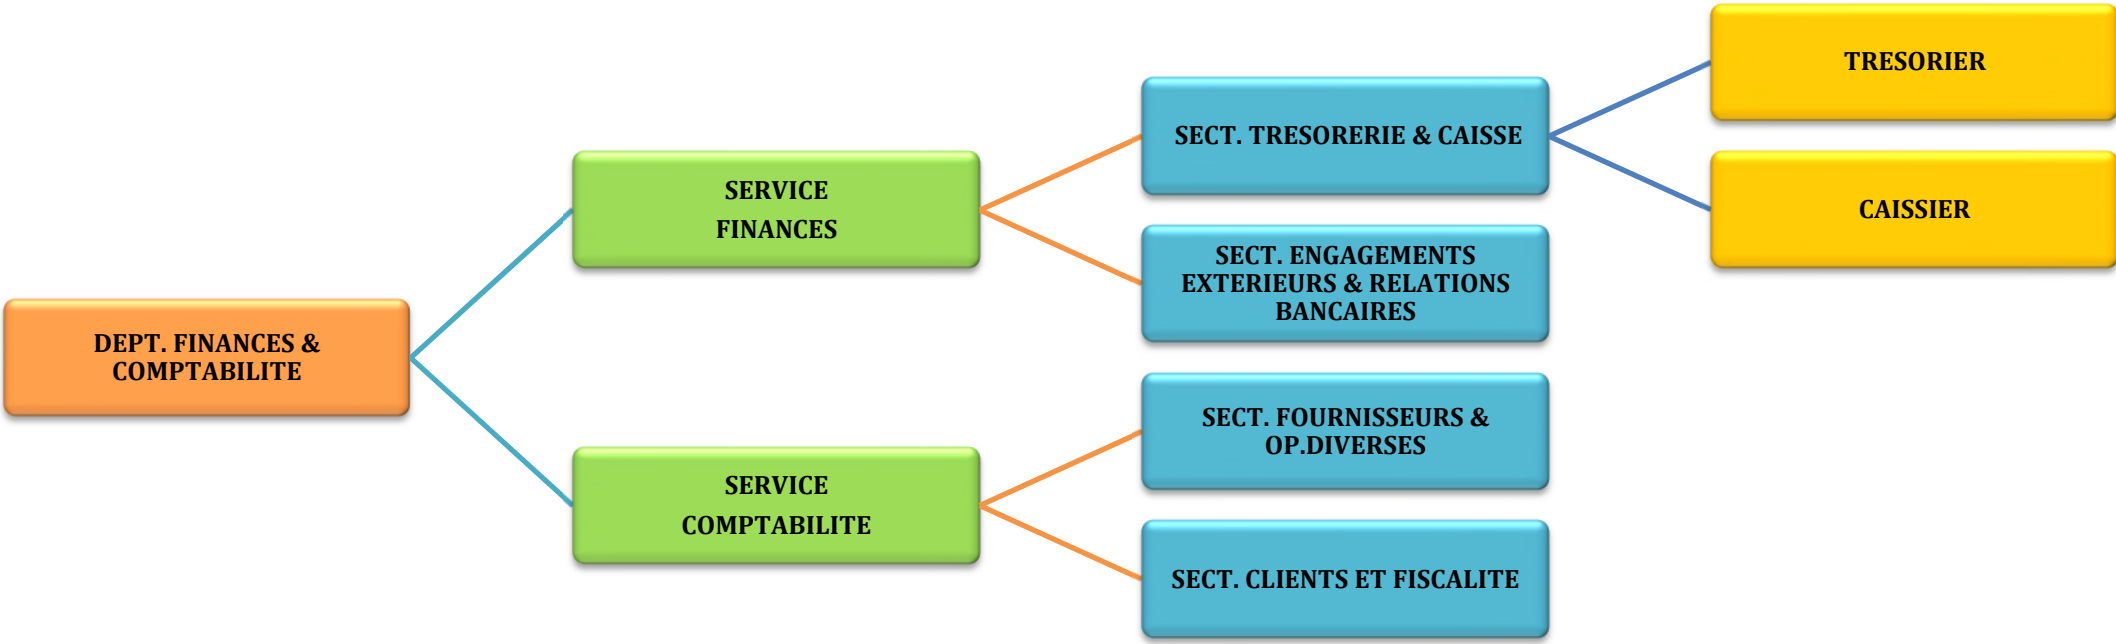 DEPT. FINANCES &
COMPTABILITE
SERVICE
FINANCES
SERVICE
COMPTABILITE
SECT. TRESORERIE & CAISSE
SECT. ENGAGEMENTS
EXTERIEURS & RELATIONS
BANCAIRES
SECT. FOURNISSEURS &
OP.DIVERSES
SECT. CLIENTS ET FISCALITE
TRESORIER
CAISSIER